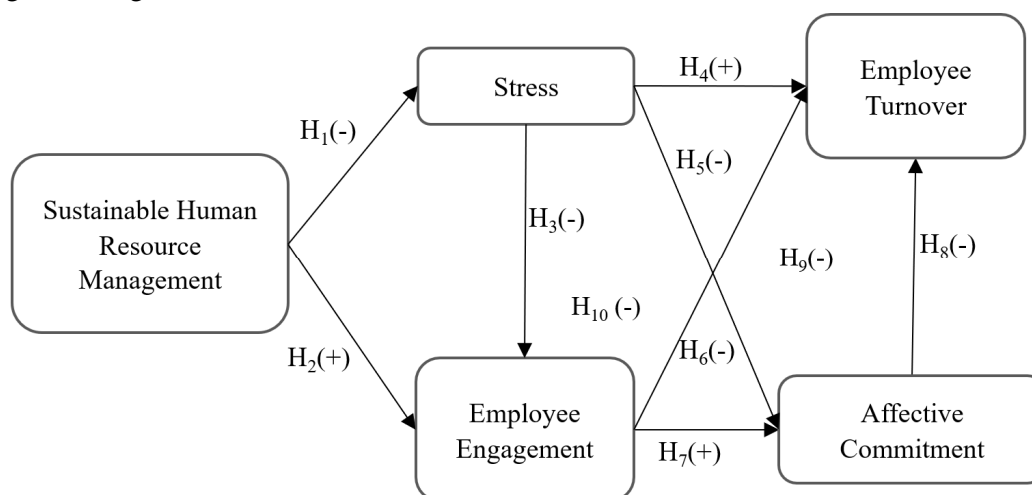 Stress
H₄(+)
Employee
Turnover
H₁(-)
H₅(-)
Sustainable Human
Resource
Management
H₃(-)
H₉(-)
H₈(-)
H₁₀ (-)
H₂(+)
H₆(-)
Employee
Engagement
H₇(+)
Affective
Commitment